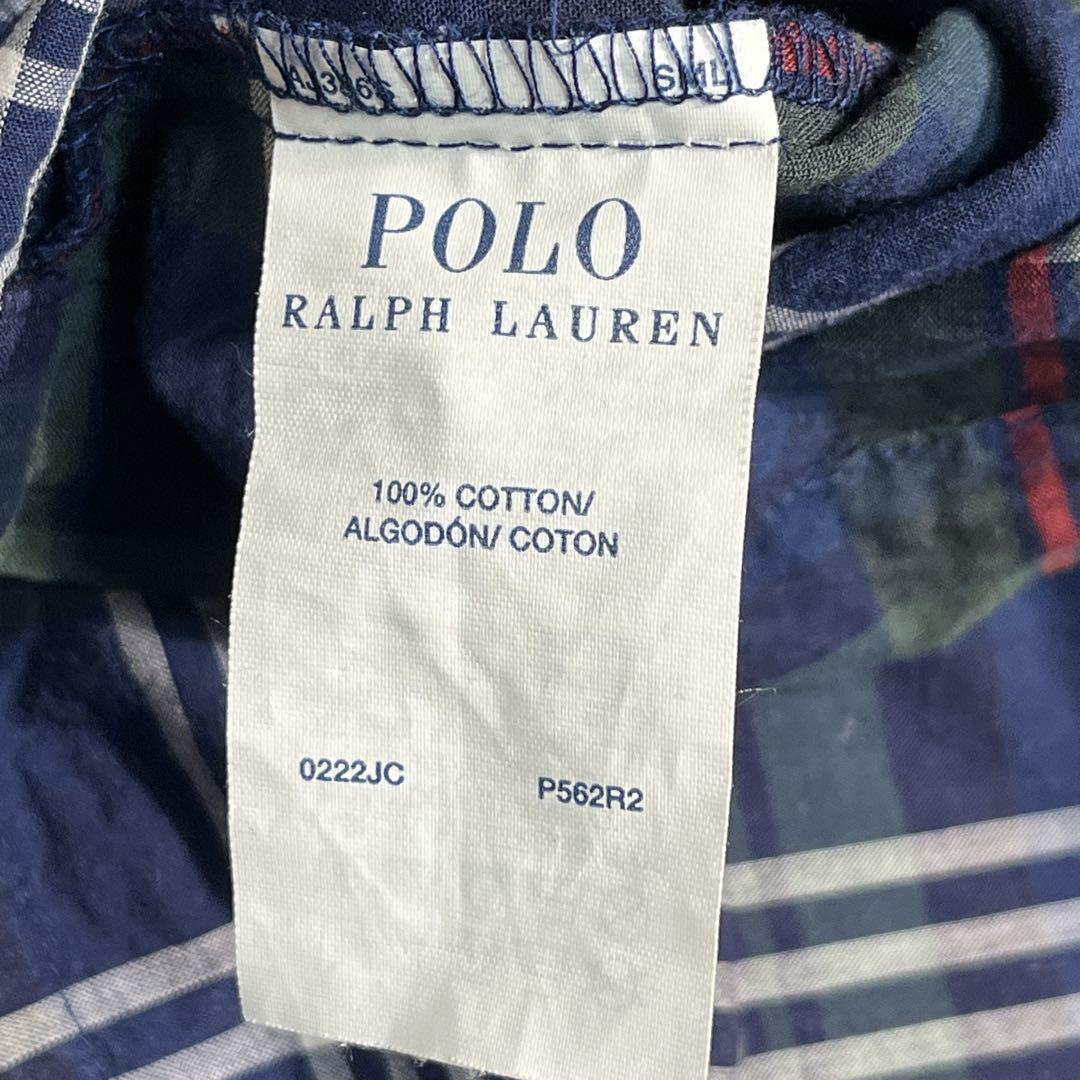 POLO
RALPH LAUREN
100% COTTON/
ALGODÓN/ COTON
0222JC
P562R2